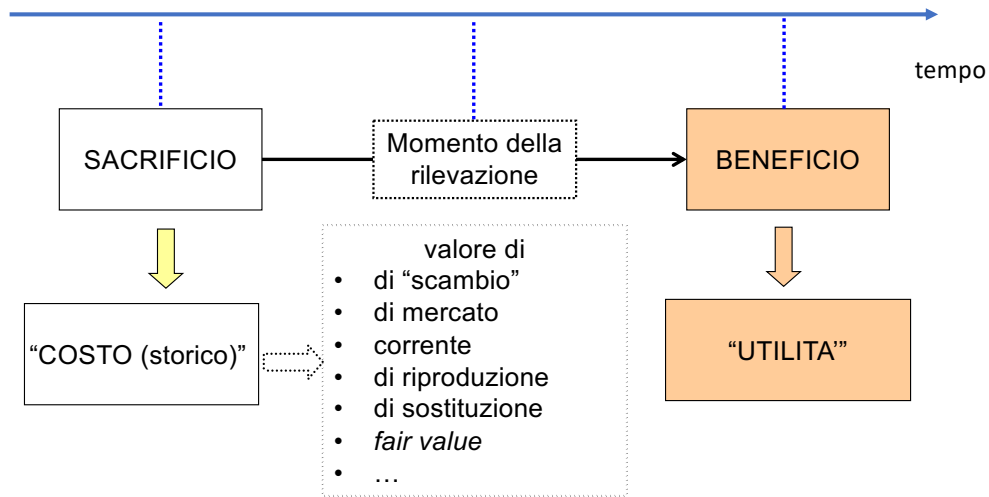 tempo
SACRIFICIO
Momento della
rilevazione
BENEFICIO
“COSTO (storico)”
valore di
• di “scambio”
• di mercato
• corrente
• di riproduzione
• di sostituzione
• fair value
• …
“UTILITA’”